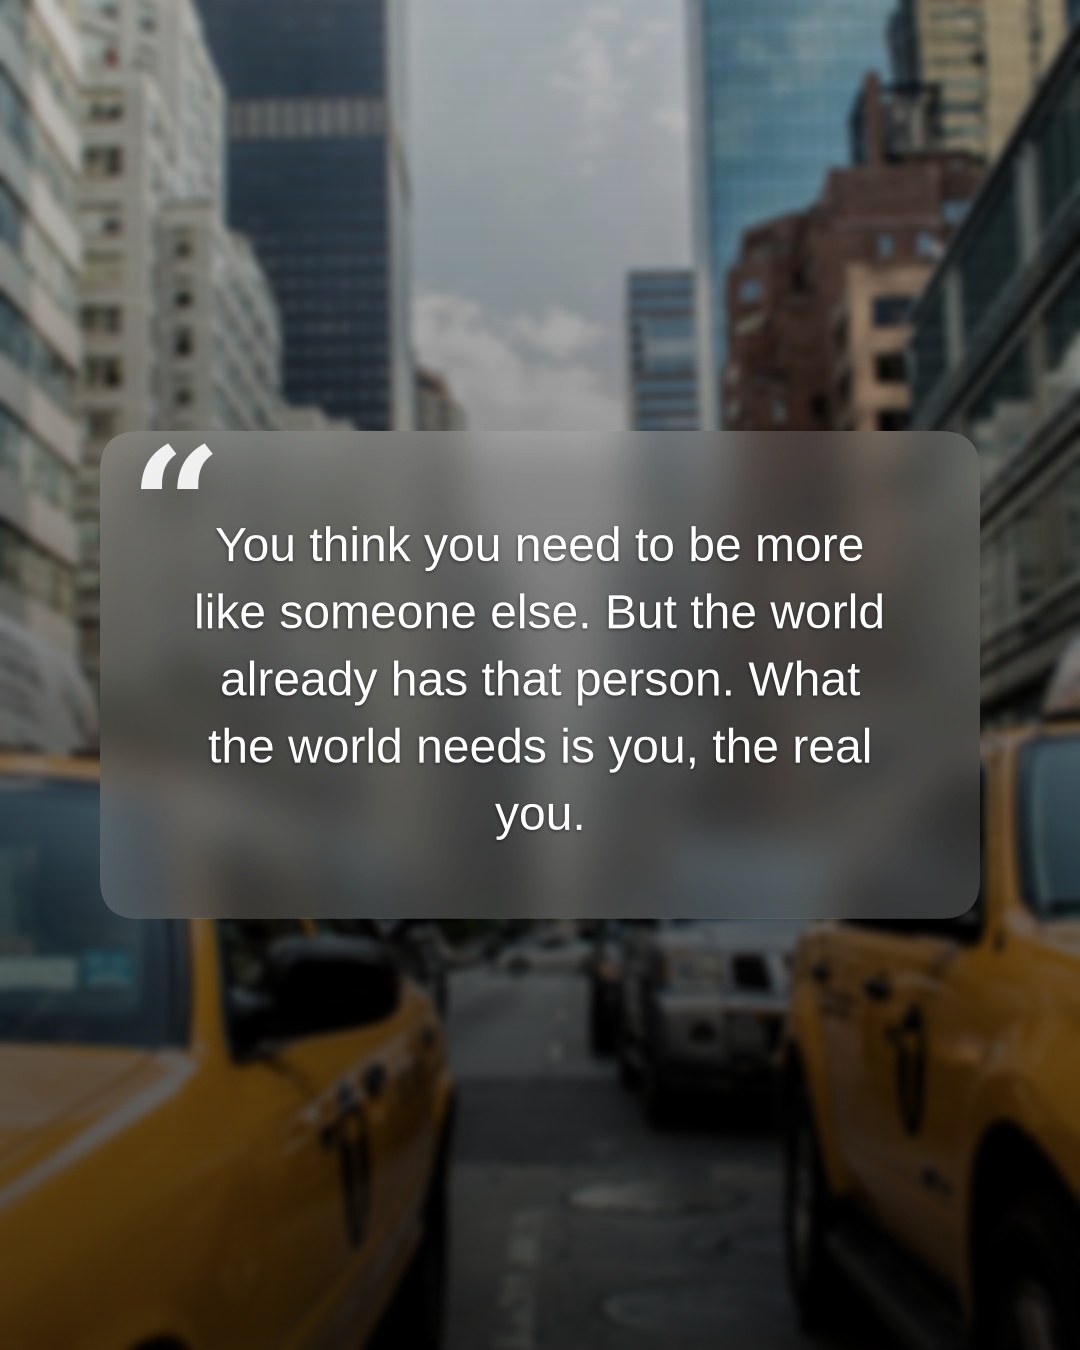 “
You think you need to be more
like someone else. But the world
already has that person. What
the world needs is you, the real
you.